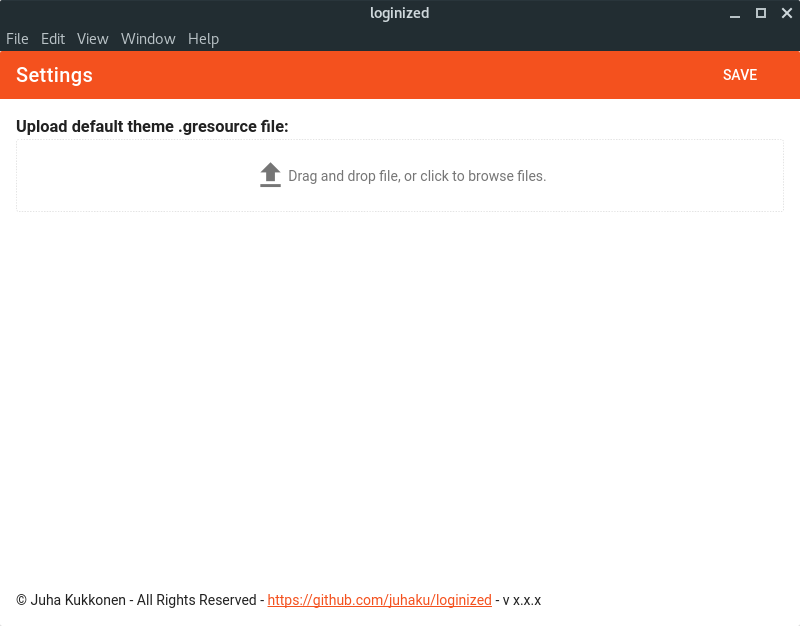 loginized
File Edit View Window Help
Settings SAVE
Upload default theme .gresource file:
Drag and drop file, or click to browse files.
© Juha Kukkonen - All Rights Reserved - https://github.com/juhaku/loginized - v x.x.x